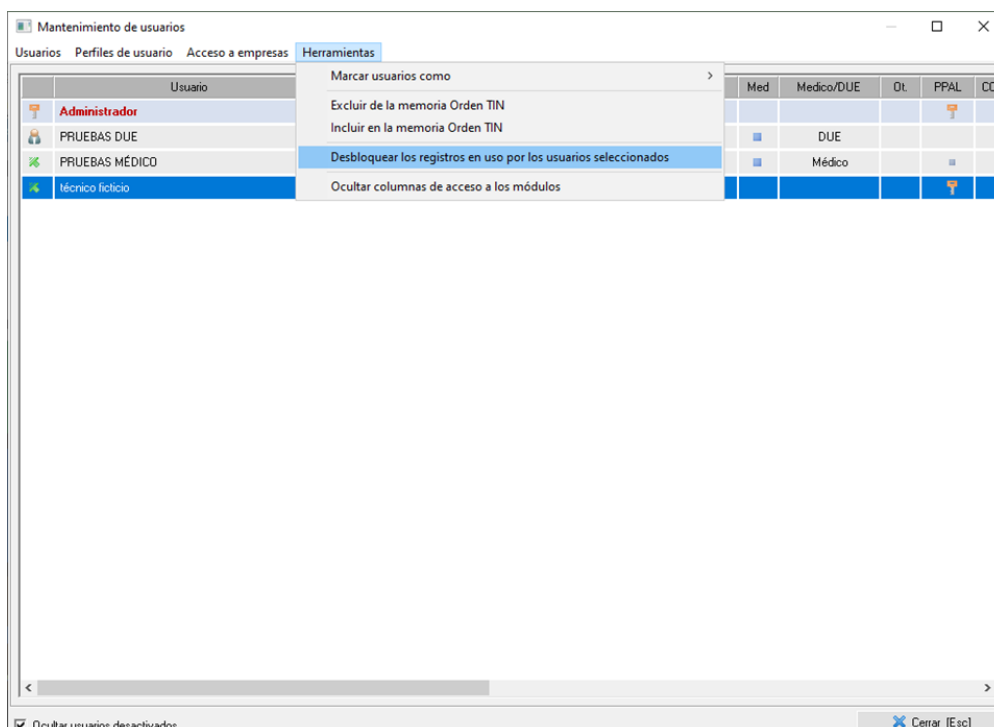 Mantenimiento de usuarios
Usuarios Perfiles de usuario Acceso a empresas Herramientas
Marcar usuarios como
Excluir de la memoria Orden TIN
Incluir en la memoria Orden TIN
Desbloquear los registros en uso por los usuarios seleccionados
Ocultar columnas de acceso a los módulos
Usuario Med Medico/DUE Ot. PPAL
Administrador
PRUEBAS DUE DUE
PRUEBAS MÉDICO Médico
técnico ficticio
Ocultar usuarios desactivados
Cerrar [Esc]